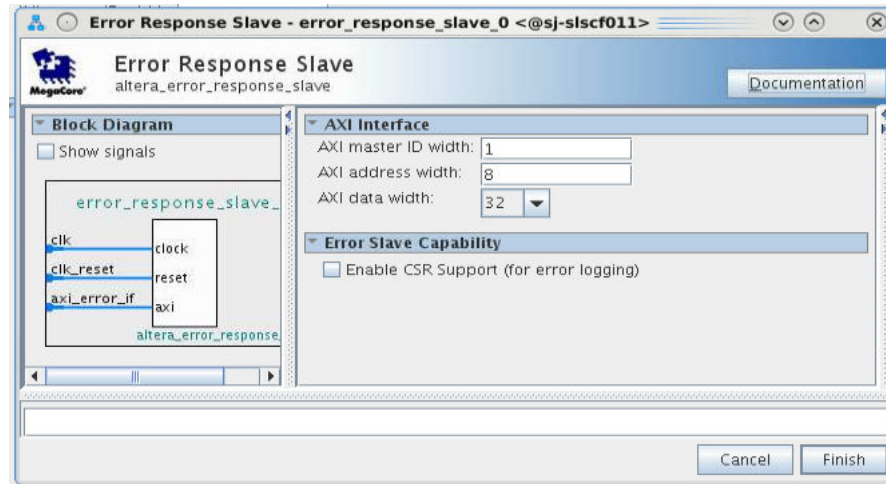 Error Response Slave - error_response_slave_0 <@sj-slscf011>
MegaCore®
Error Response Slave
altera_error_response_slave
Documentation
Block Diagram
Show signals
error_response_slave_
clk
clock
clk_reset
reset
axi_error_if
axi
altera_error_response_
AXI Interface
AXI master ID width: 1
AXI address width: 8
AXI data width: 32
Error Slave Capability
Enable CSR Support (for error logging)
Cancel
Finish